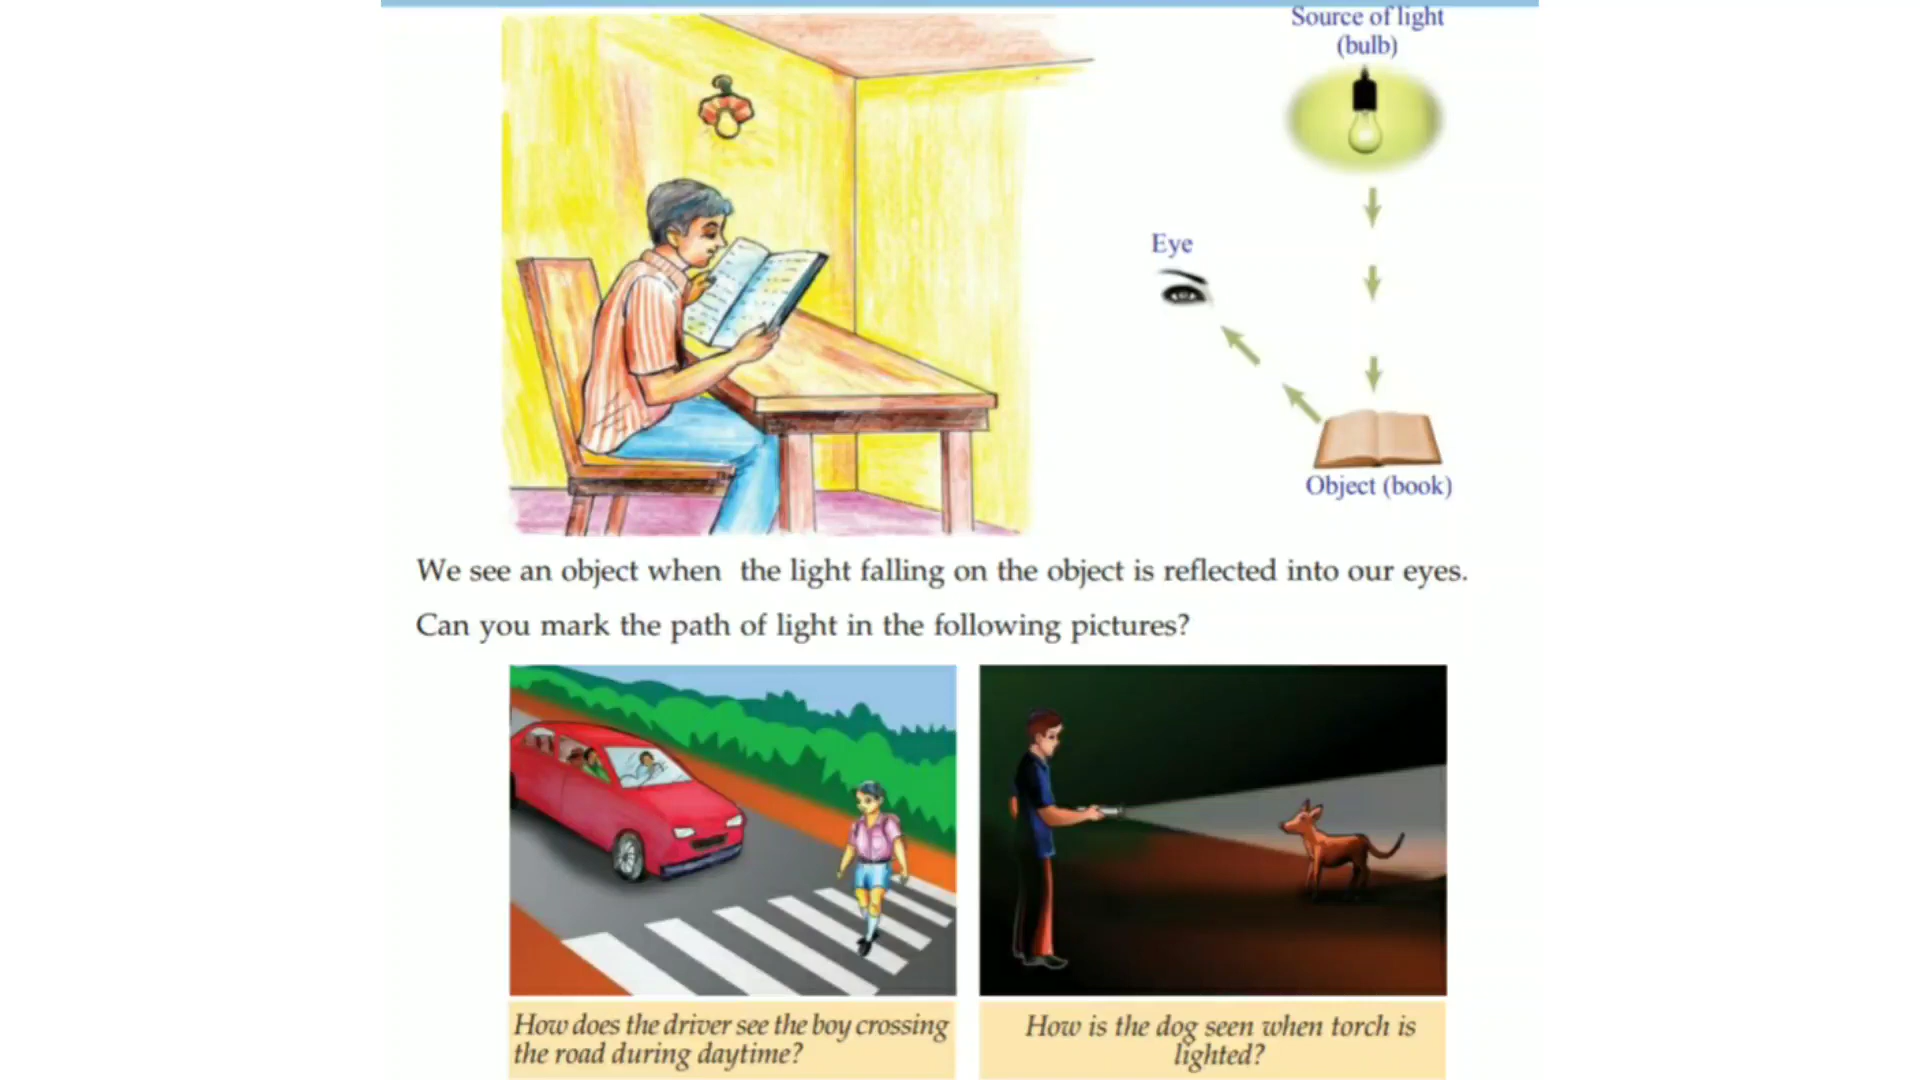 Source of light
(bulb)
Eye
Object (book)
We see an object when the light falling on the object is reflected into our eyes.
Can you mark the path of light in the following pictures?
How does the driver see the boy crossing
the road during daytime?
How is the dog seen when torch is
lighted?